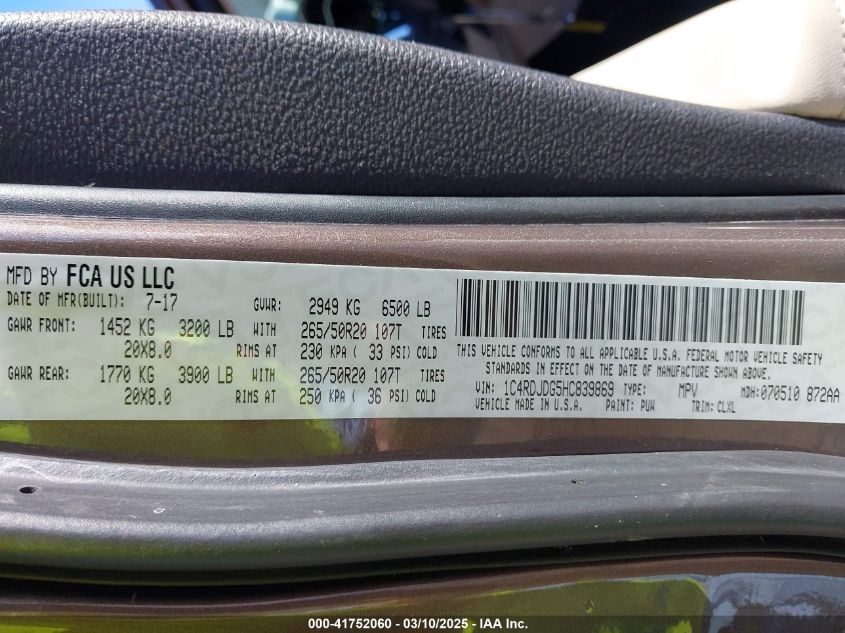 MFD BY FCA US LLC
DATE OF MFR(BUILT): 7-17 GVWR: 2949 KG 6500 LB
GAWR FRONT: 1452 KG 3200 LB WITH 265/50R20 107T TIRES
20X8.0 RIMS AT 230 KPA ( 33 PSI) COLD
GAWR REAR: 1770 KG 3900 LB WITH 265/50R20 107T TIRES
20X8.0 RIMS AT 250 KPA ( 36 PSI) COLD
THIS VEHICLE CONFORMS TO ALL APPLICABLE U.S.A. FEDERAL MOTOR VEHICLE SAFETY
STANDARDS IN EFFECT ON THE DATE OF MANUFACTURE SHOWN ABOVE.
VIN: 1C4RDJDG5HC839869 TYPE: MPV MDH:070510 872AA
VEHICLE MADE IN U.S.A. PAINT: PUW TRIM: CLXL
000-41752060 - 03/10/2025 - IAA Inc.